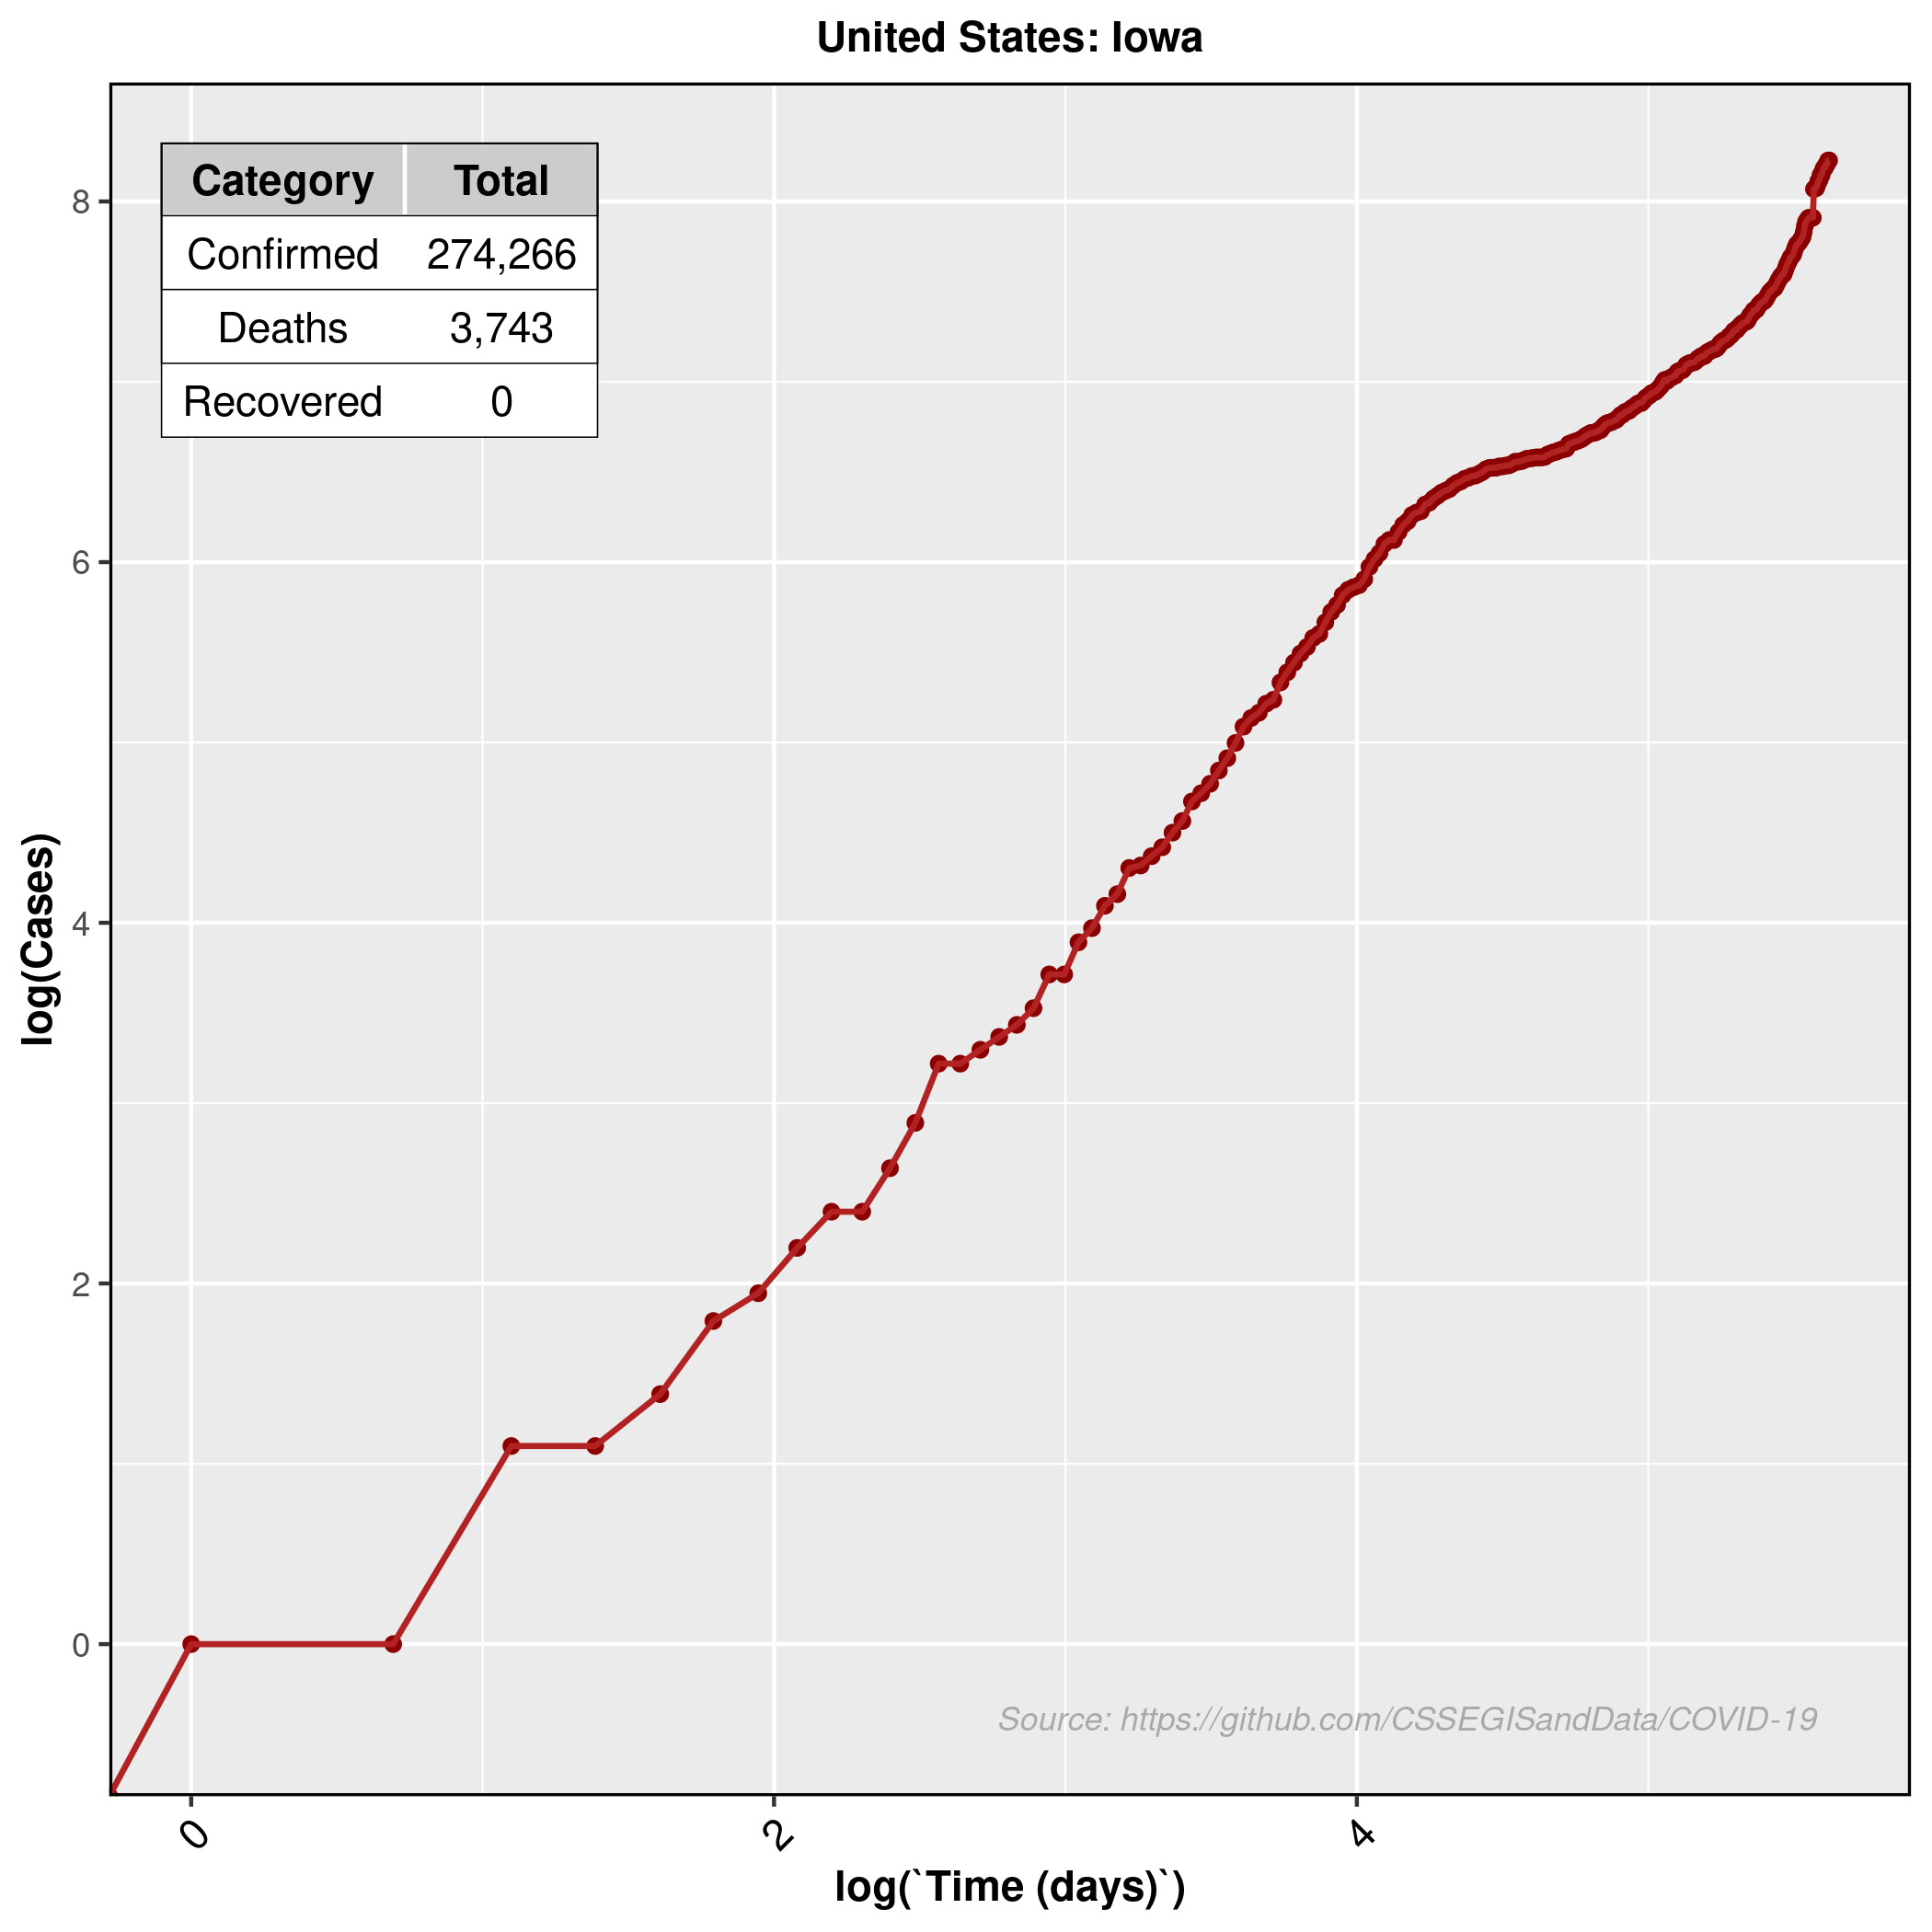 United States: Iowa
Category Total
Confirmed 274,266
Deaths 3,743
Recovered 0
8
6
4
2
0
log(Cases)
Source: https://github.com/CSSEGISandData/COVID-19
0 2 4
log(`Time (days)`)